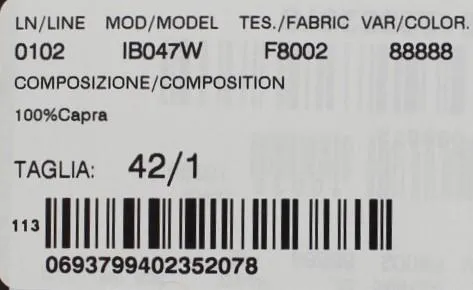 LN/LINE MOD/MODEL TES./FABRIC VAR/COLOR.
0102 IB047W F8002 88888
COMPOSIZIONE/COMPOSITION
100%Capra
TAGLIA: 42/1
113
0693799402352078